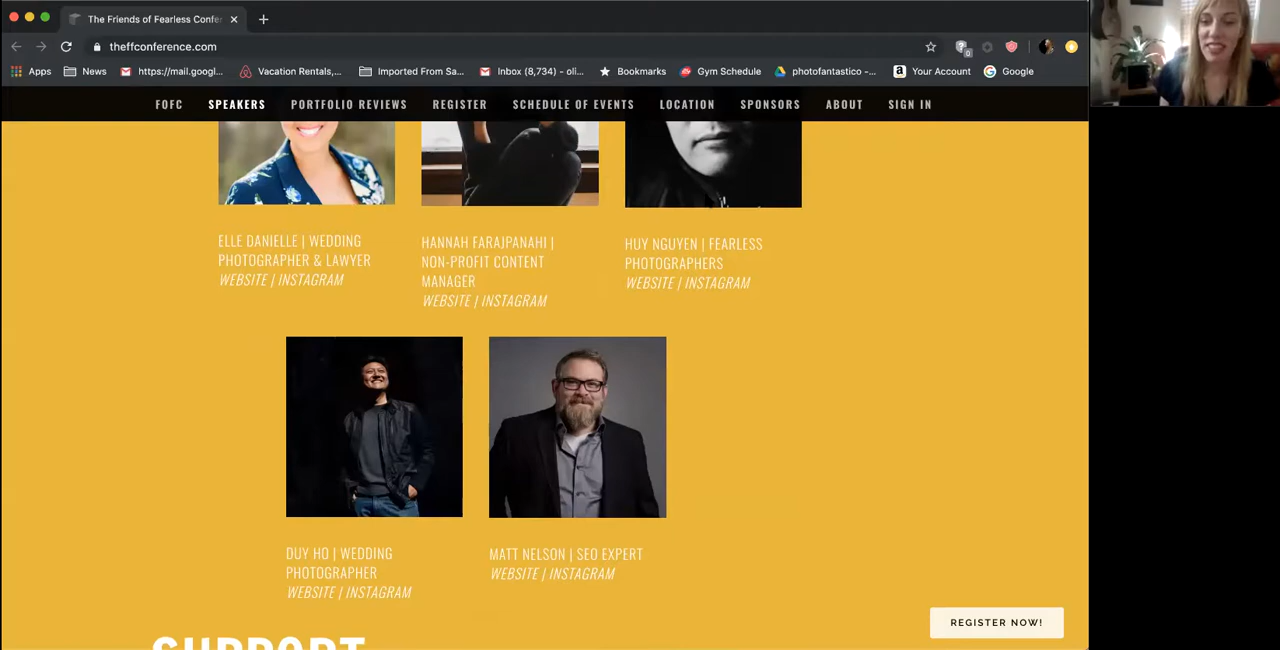 The Friends of Fearless Confer
theffconference.com
0
Apps News https://mail.googl... Vacation Rentals,... Imported From Sa... Inbox (8,734) - oli... Bookmarks Gym Schedule photofantastico -... Your Account Google
FOFC SPEAKERS PORTFOLIO REVIEWS REGISTER SCHEDULE OF EVENTS LOCATION SPONSORS ABOUT SIGN IN
ELLE DANIELLE | WEDDING
PHOTOGRAPHER & LAWYER
WEBSITE | INSTAGRAM
HANNAH FARAJPANAHI |
NON-PROFIT CONTENT
MANAGER
WEBSITE | INSTAGRAM
HUY NGUYEN | FEARLESS
PHOTOGRAPHERS
WEBSITE | INSTAGRAM
DUY HO | WEDDING
PHOTOGRAPHER
WEBSITE | INSTAGRAM
MATT NELSON | SEO EXPERT
WEBSITE | INSTAGRAM
REGISTER NOW!
SUPPORT